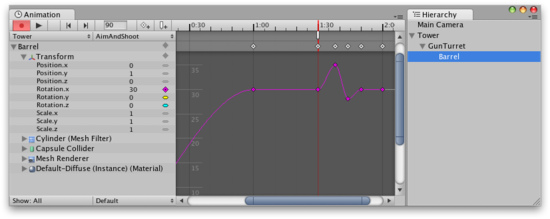 Animation
Hierarchy
90
0:30 1:00 1:30 2:0
Main Camera
Tower AimAndShoot
Tower
Barrel
GunTurret
Transform
Barrel
Position.x 0
Position.y 1
Position.z 0
Rotation.x 30
Rotation.y 0
Rotation.z 0
Scale.x 1
Scale.y 1
Scale.z 1
35
30
25
20
15
10
Cylinder (Mesh Filter)
Capsule Collider
Mesh Renderer
Default-Diffuse (Instance) (Material)
Show: All Default